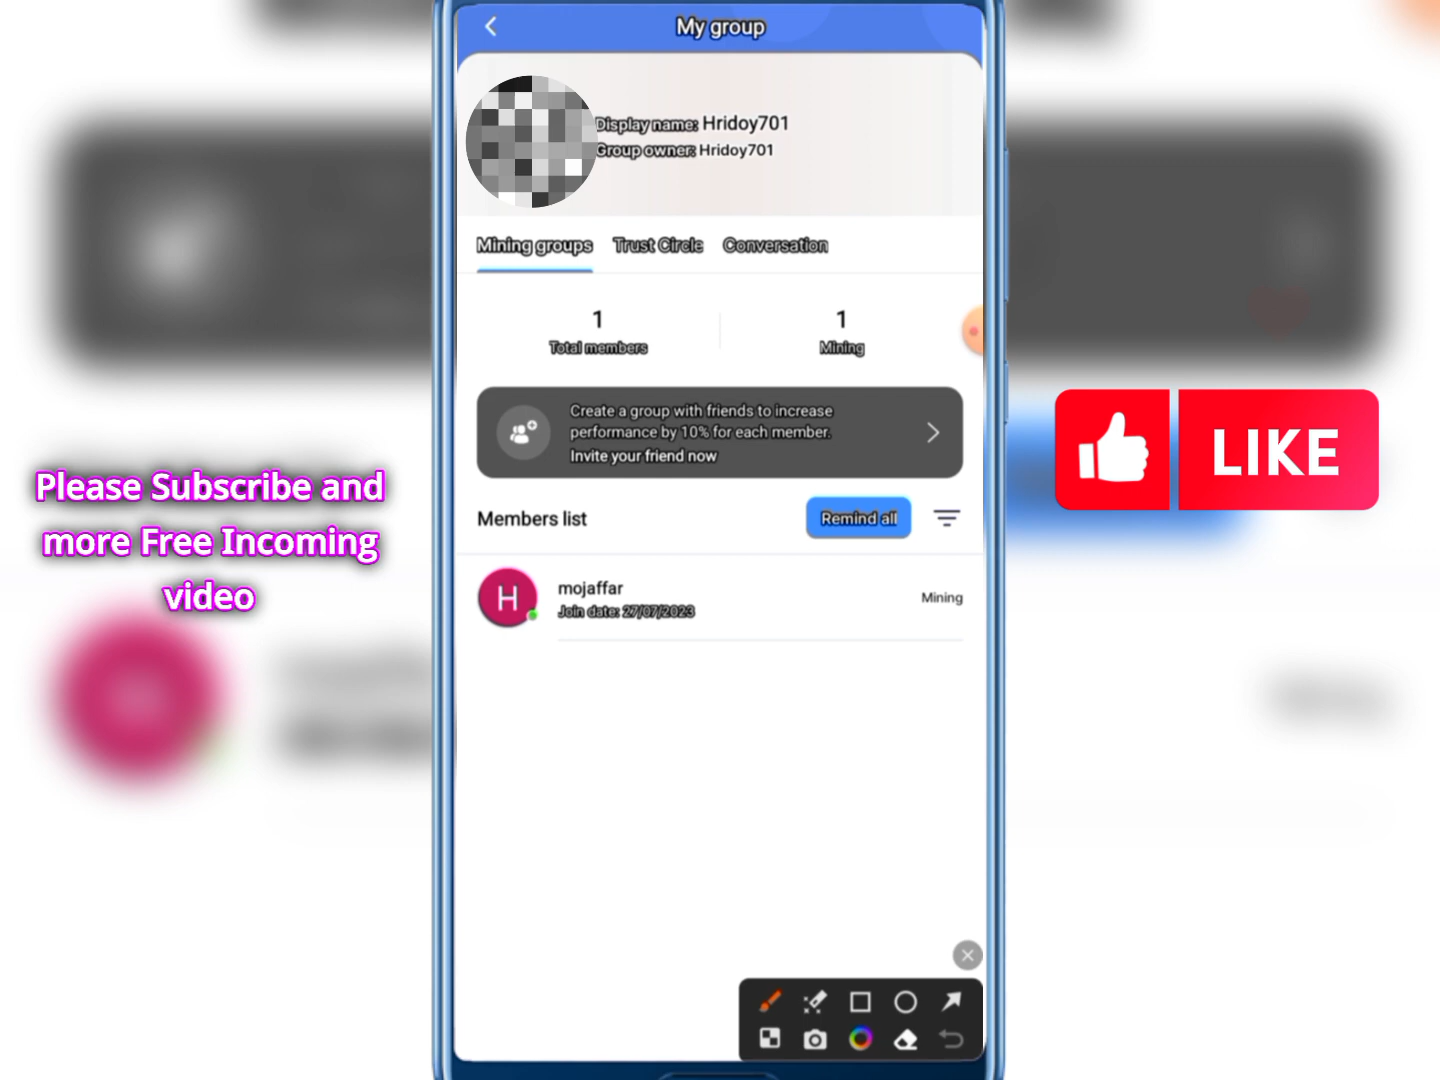 My group
Display name: Hridoy701
Group owner: Hridoy701
Mining groups Trust Circle Conversation
1 1
Total members Mining
Create a group with friends to increase
performance by 10% for each member.
Invite your friend now
Members list Remind all
H mojaffar
Join date: 27/07/2023
Mining
Please Subscribe and
more Free Incoming
video
LIKE